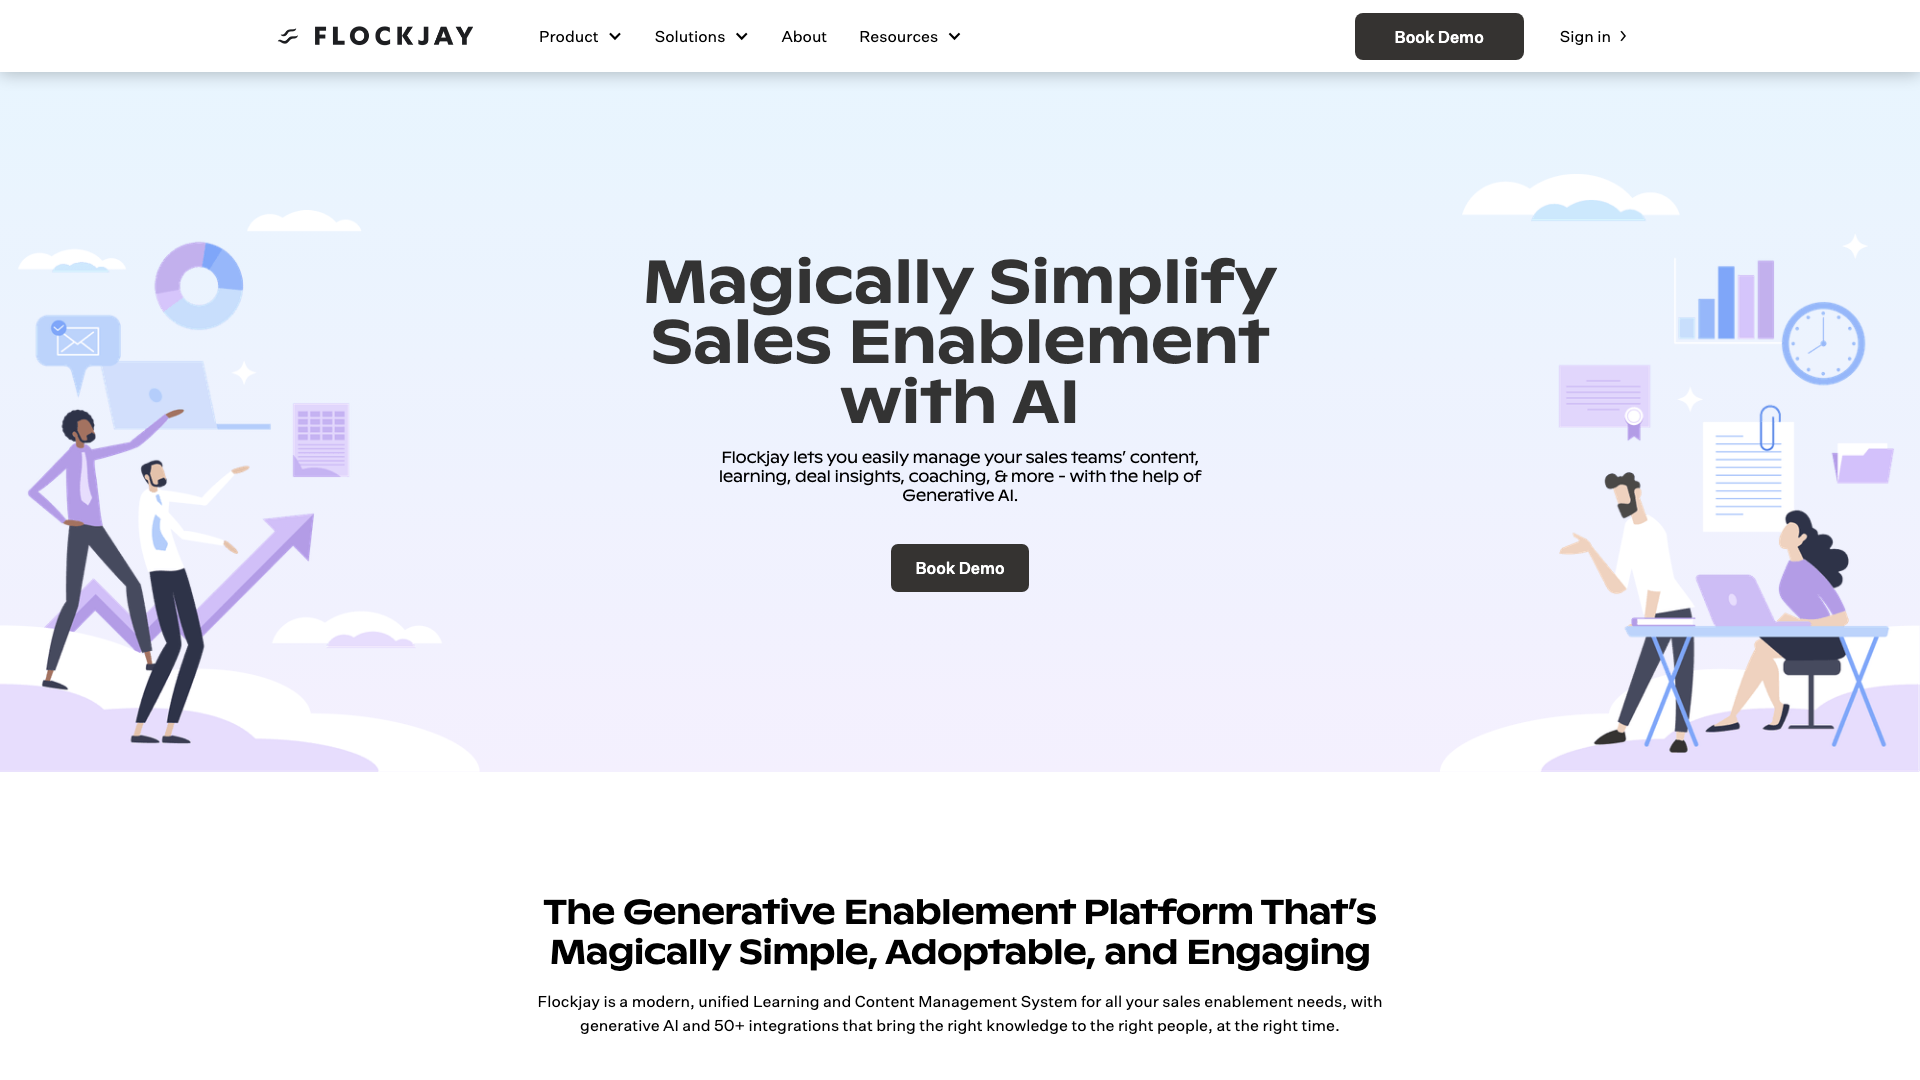 FLOCKJAY
Product
Solutions
About
Resources
Book Demo
Sign in
Magically Simplify
Sales Enablement
with AI
Flockjay lets you easily manage your sales teams’ content,
learning, deal insights, coaching, & more - with the help of
Generative AI.
Book Demo
The Generative Enablement Platform That’s
Magically Simple, Adoptable, and Engaging
Flockjay is a modern, unified Learning and Content Management System for all your sales enablement needs, with
generative AI and 50+ integrations that bring the right knowledge to the right people, at the right time.